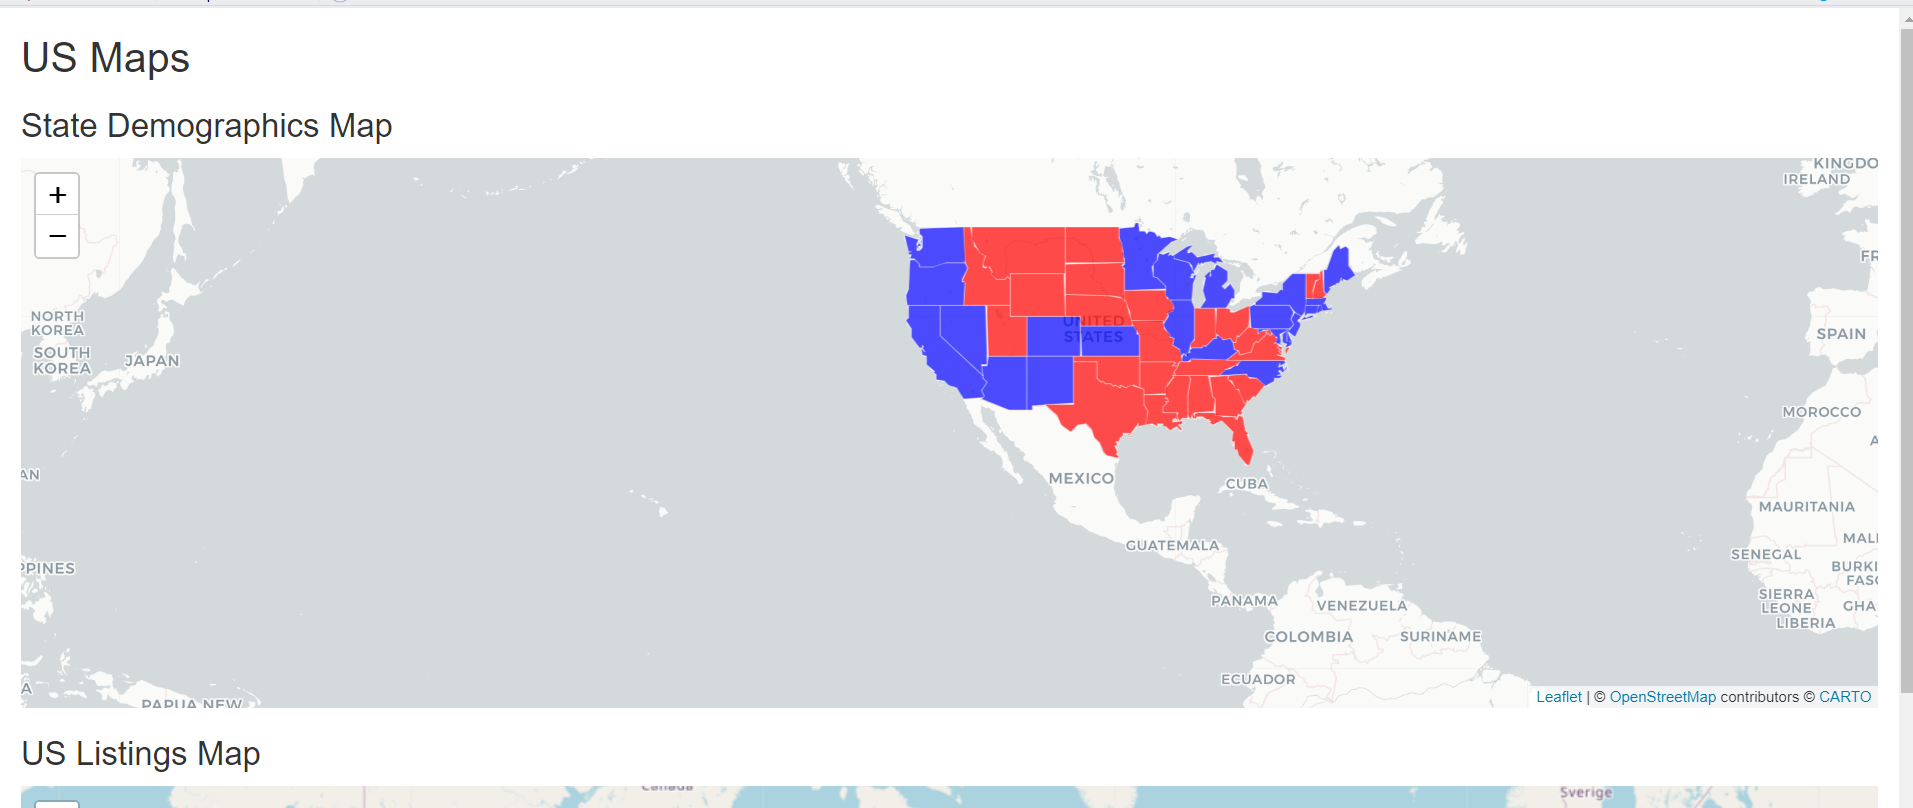 US Maps
State Demographics Map
+
−
KINGDO
IRELAND
FR
NORTH
KOREA
SOUTH
KOREA
JAPAN
UNITED
STATES
SPAIN
MOROCCO
A
AN
MEXICO
CUBA
MAURITANIA
GUATEMALA
MALI
SENEGAL
PPINES
BURKI
FASO
SIERRA
LEONE
GHA
LIBERIA
PANAMA
VENEZUELA
COLOMBIA
SURINAME
ECUADOR
A
PAPUA NEW
Leaflet | © OpenStreetMap contributors © CARTO
US Listings Map
Canada
Sverige